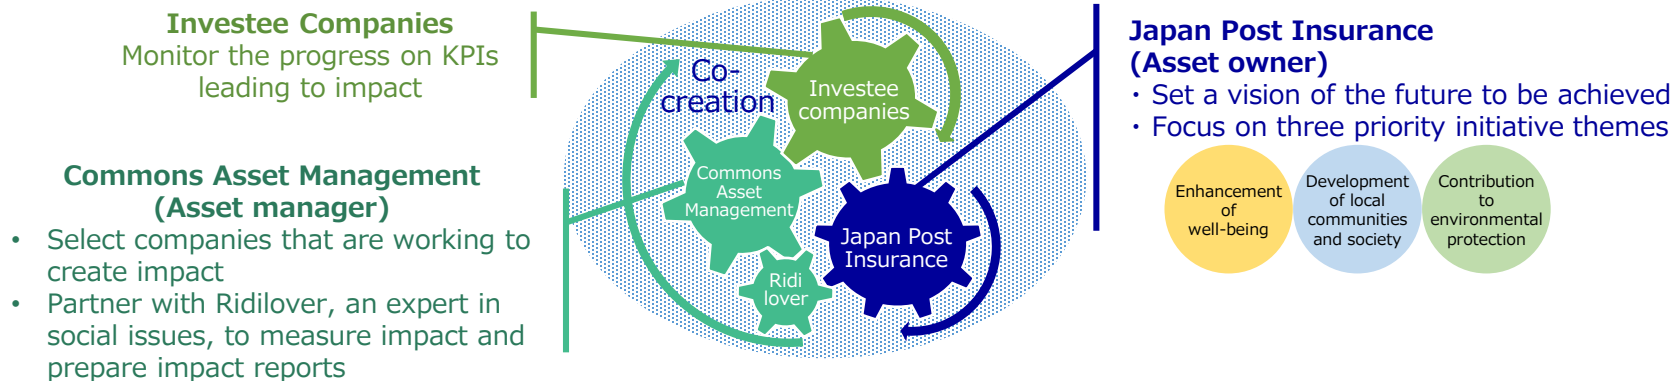 Investee Companies
Monitor the progress on KPIs
leading to impact
Commons Asset Management
(Asset manager)
• Select companies that are working to
create impact
• Partner with Ridilover, an expert in
social issues, to measure impact and
prepare impact reports
Co-
creation
Investee
companies
Commons
Asset
Management
Ridi
lover
Japan Post
Insurance
Japan Post Insurance
(Asset owner)
・Set a vision of the future to be achieved
・Focus on three priority initiative themes
Enhancement
of
well-being
Development
of local
communities
and society
Contribution
to
environmental
protection